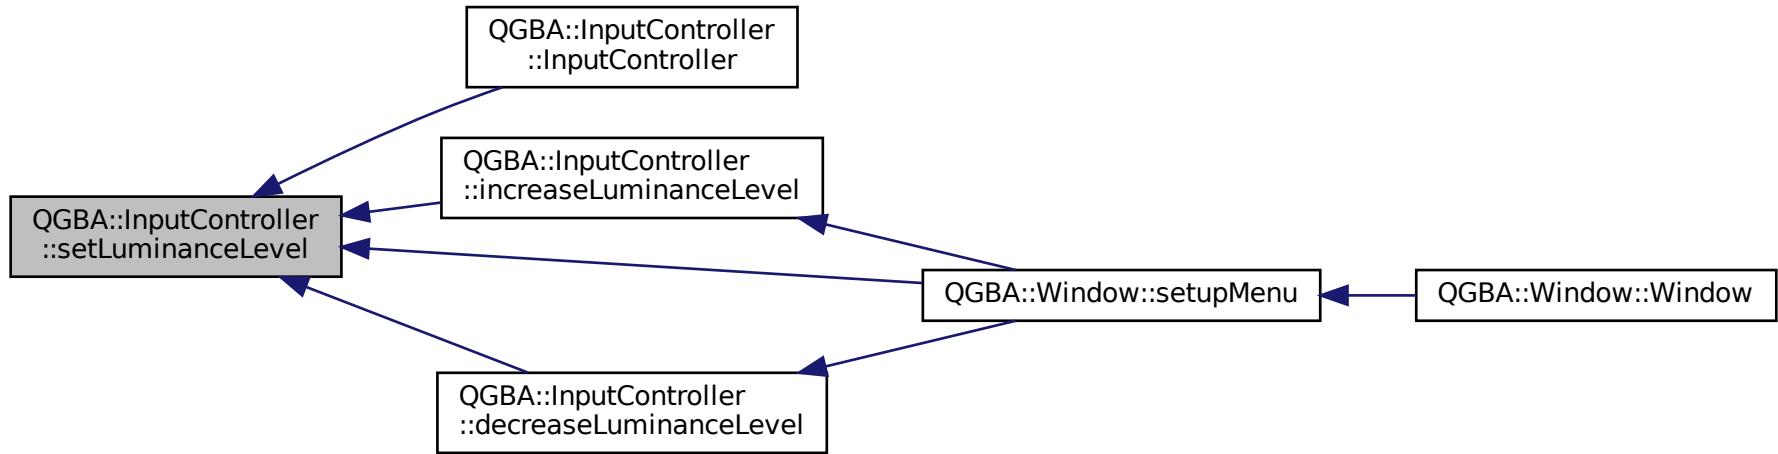 QGBA::InputController
::InputController
QGBA::InputController
::increaseLuminanceLevel
QGBA::InputController
::setLuminanceLevel
QGBA::Window::setupMenu
QGBA::Window::Window
QGBA::InputController
::decreaseLuminanceLevel